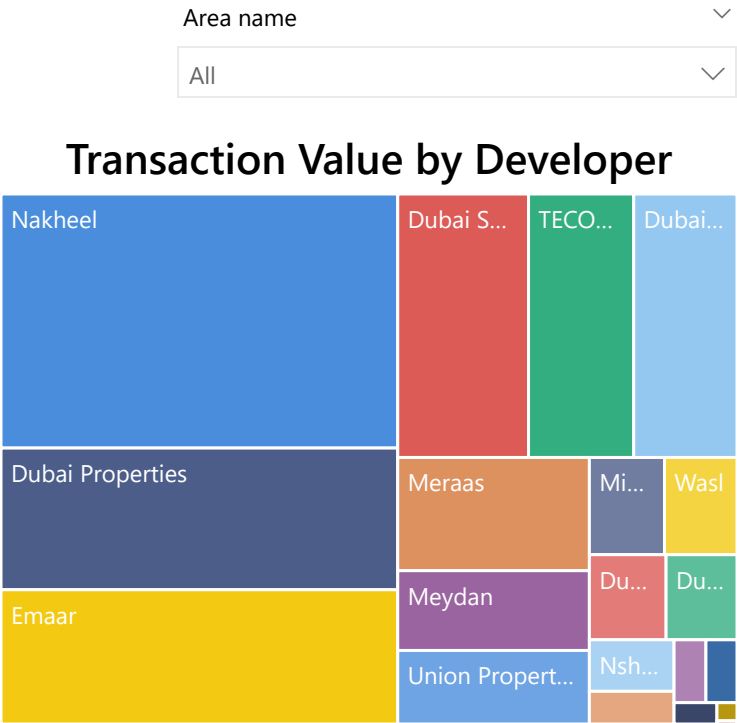 Area name
All
Transaction Value by Developer
Nakheel
Dubai S...
TECO...
Dubai...
Dubai Properties
Meraas
Mi...
Wasl
Du...
Du...
Meydan
Emaar
Nsh...
Union Propert...